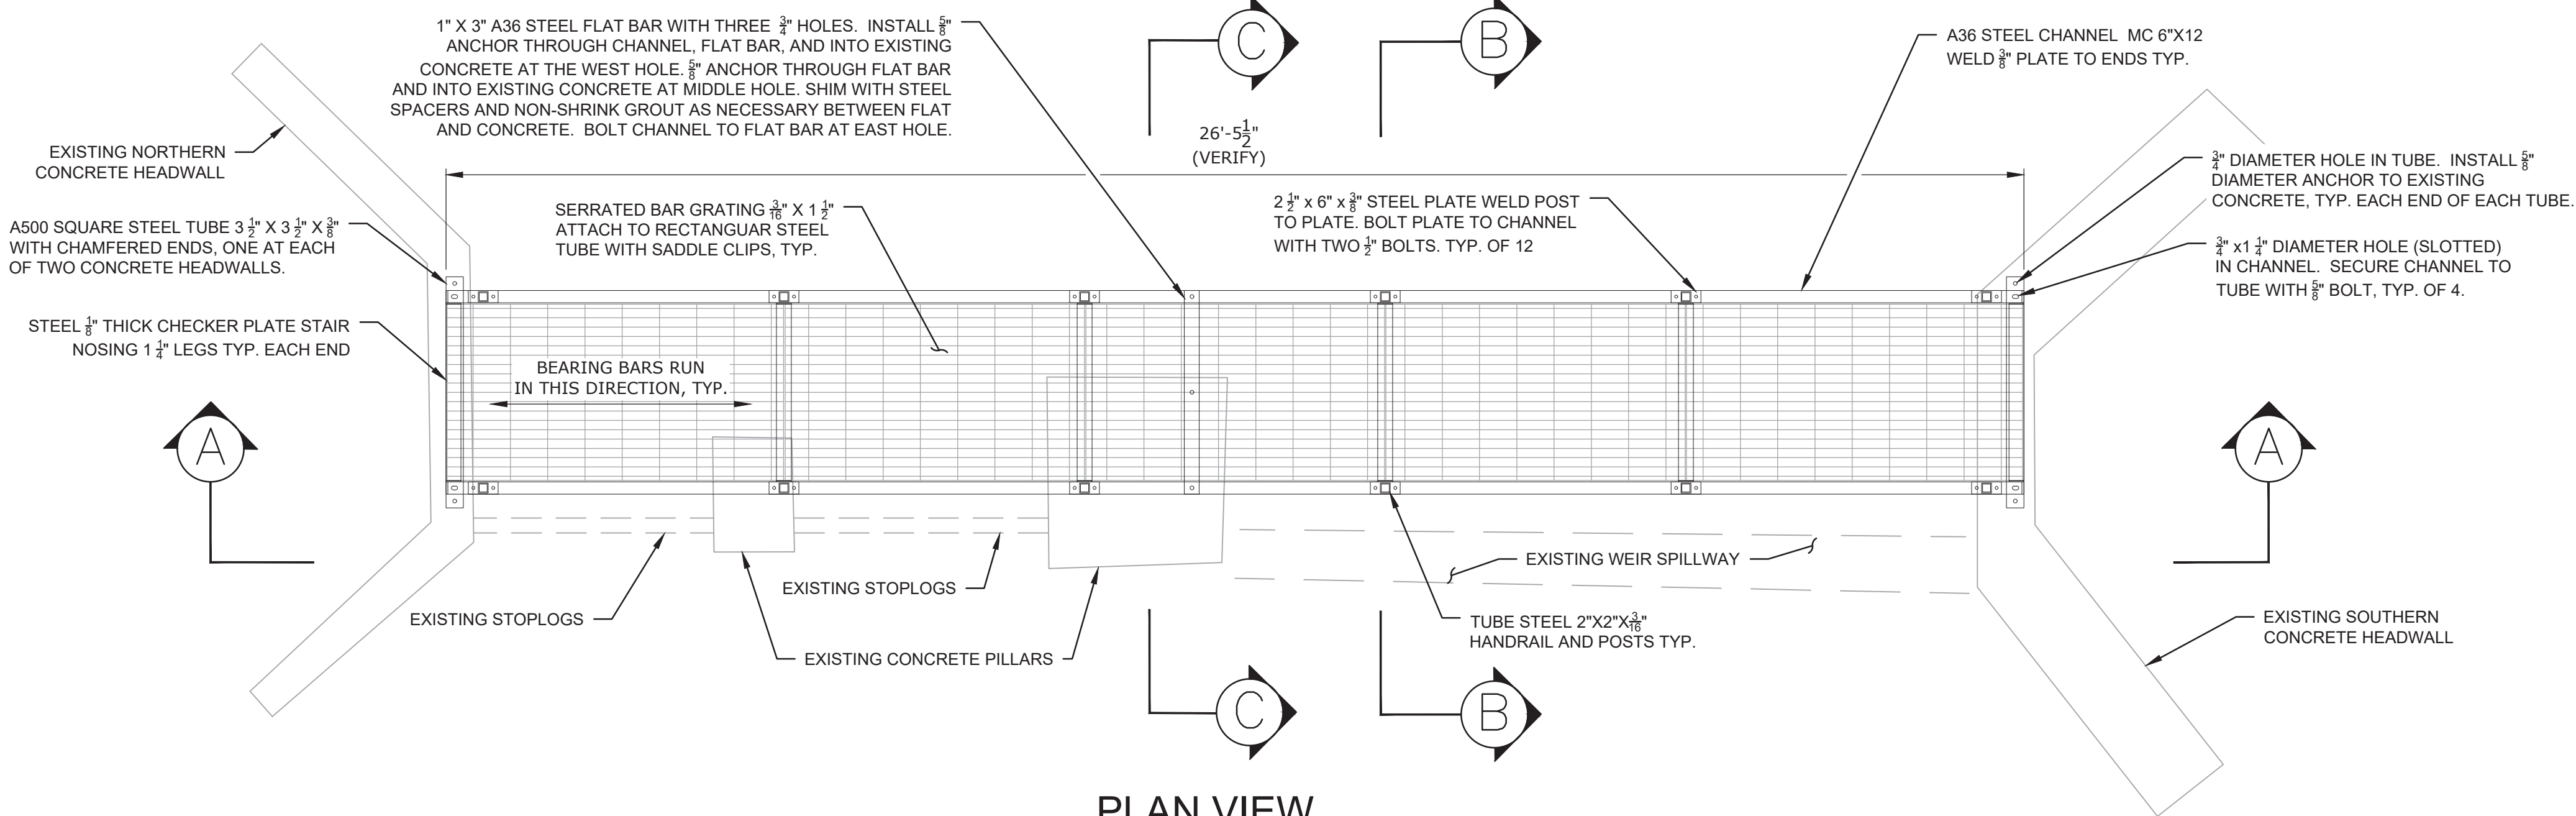 1" X 3" A36 STEEL FLAT BAR WITH THREE 3/4" HOLES. INSTALL 5/8"
ANCHOR THROUGH CHANNEL, FLAT BAR, AND INTO EXISTING
CONCRETE AT THE WEST HOLE. 5/8" ANCHOR THROUGH FLAT BAR
AND INTO EXISTING CONCRETE AT MIDDLE HOLE. SHIM WITH STEEL
SPACERS AND NON-SHRINK GROUT AS NECESSARY BETWEEN FLAT
AND CONCRETE. BOLT CHANNEL TO FLAT BAR AT EAST HOLE.
C
B
A36 STEEL CHANNEL MC 6"X12
WELD 3/8" PLATE TO ENDS TYP.
26'-5 1/2"
(VERIFY)
EXISTING NORTHERN
CONCRETE HEADWALL
3/4" DIAMETER HOLE IN TUBE. INSTALL 5/8"
DIAMETER ANCHOR TO EXISTING
CONCRETE, TYP. EACH END OF EACH TUBE.
A500 SQUARE STEEL TUBE 3 1/2" X 3 1/2" X 3/8"
WITH CHAMFERED ENDS, ONE AT EACH
OF TWO CONCRETE HEADWALLS.
SERRATED BAR GRATING 3/16" X 1 1/2"
ATTACH TO RECTANGUAR STEEL
TUBE WITH SADDLE CLIPS, TYP.
2 1/2" x 6" x 3/8" STEEL PLATE WELD POST
TO PLATE. BOLT PLATE TO CHANNEL
WITH TWO 1/2" BOLTS. TYP. OF 12
3/4" x1 1/4" DIAMETER HOLE (SLOTTED)
IN CHANNEL. SECURE CHANNEL TO
TUBE WITH 5/8" BOLT, TYP. OF 4.
STEEL 1/8" THICK CHECKER PLATE STAIR
NOSING 1 1/4" LEGS TYP. EACH END
BEARING BARS RUN
IN THIS DIRECTION, TYP.
A
A
EXISTING WEIR SPILLWAY
EXISTING STOPLOGS
EXISTING STOPLOGS
TUBE STEEL 2"X2"X3/16"
HANDRAIL AND POSTS TYP.
EXISTING SOUTHERN
CONCRETE HEADWALL
EXISTING CONCRETE PILLARS
C
B
PLAN VIEW